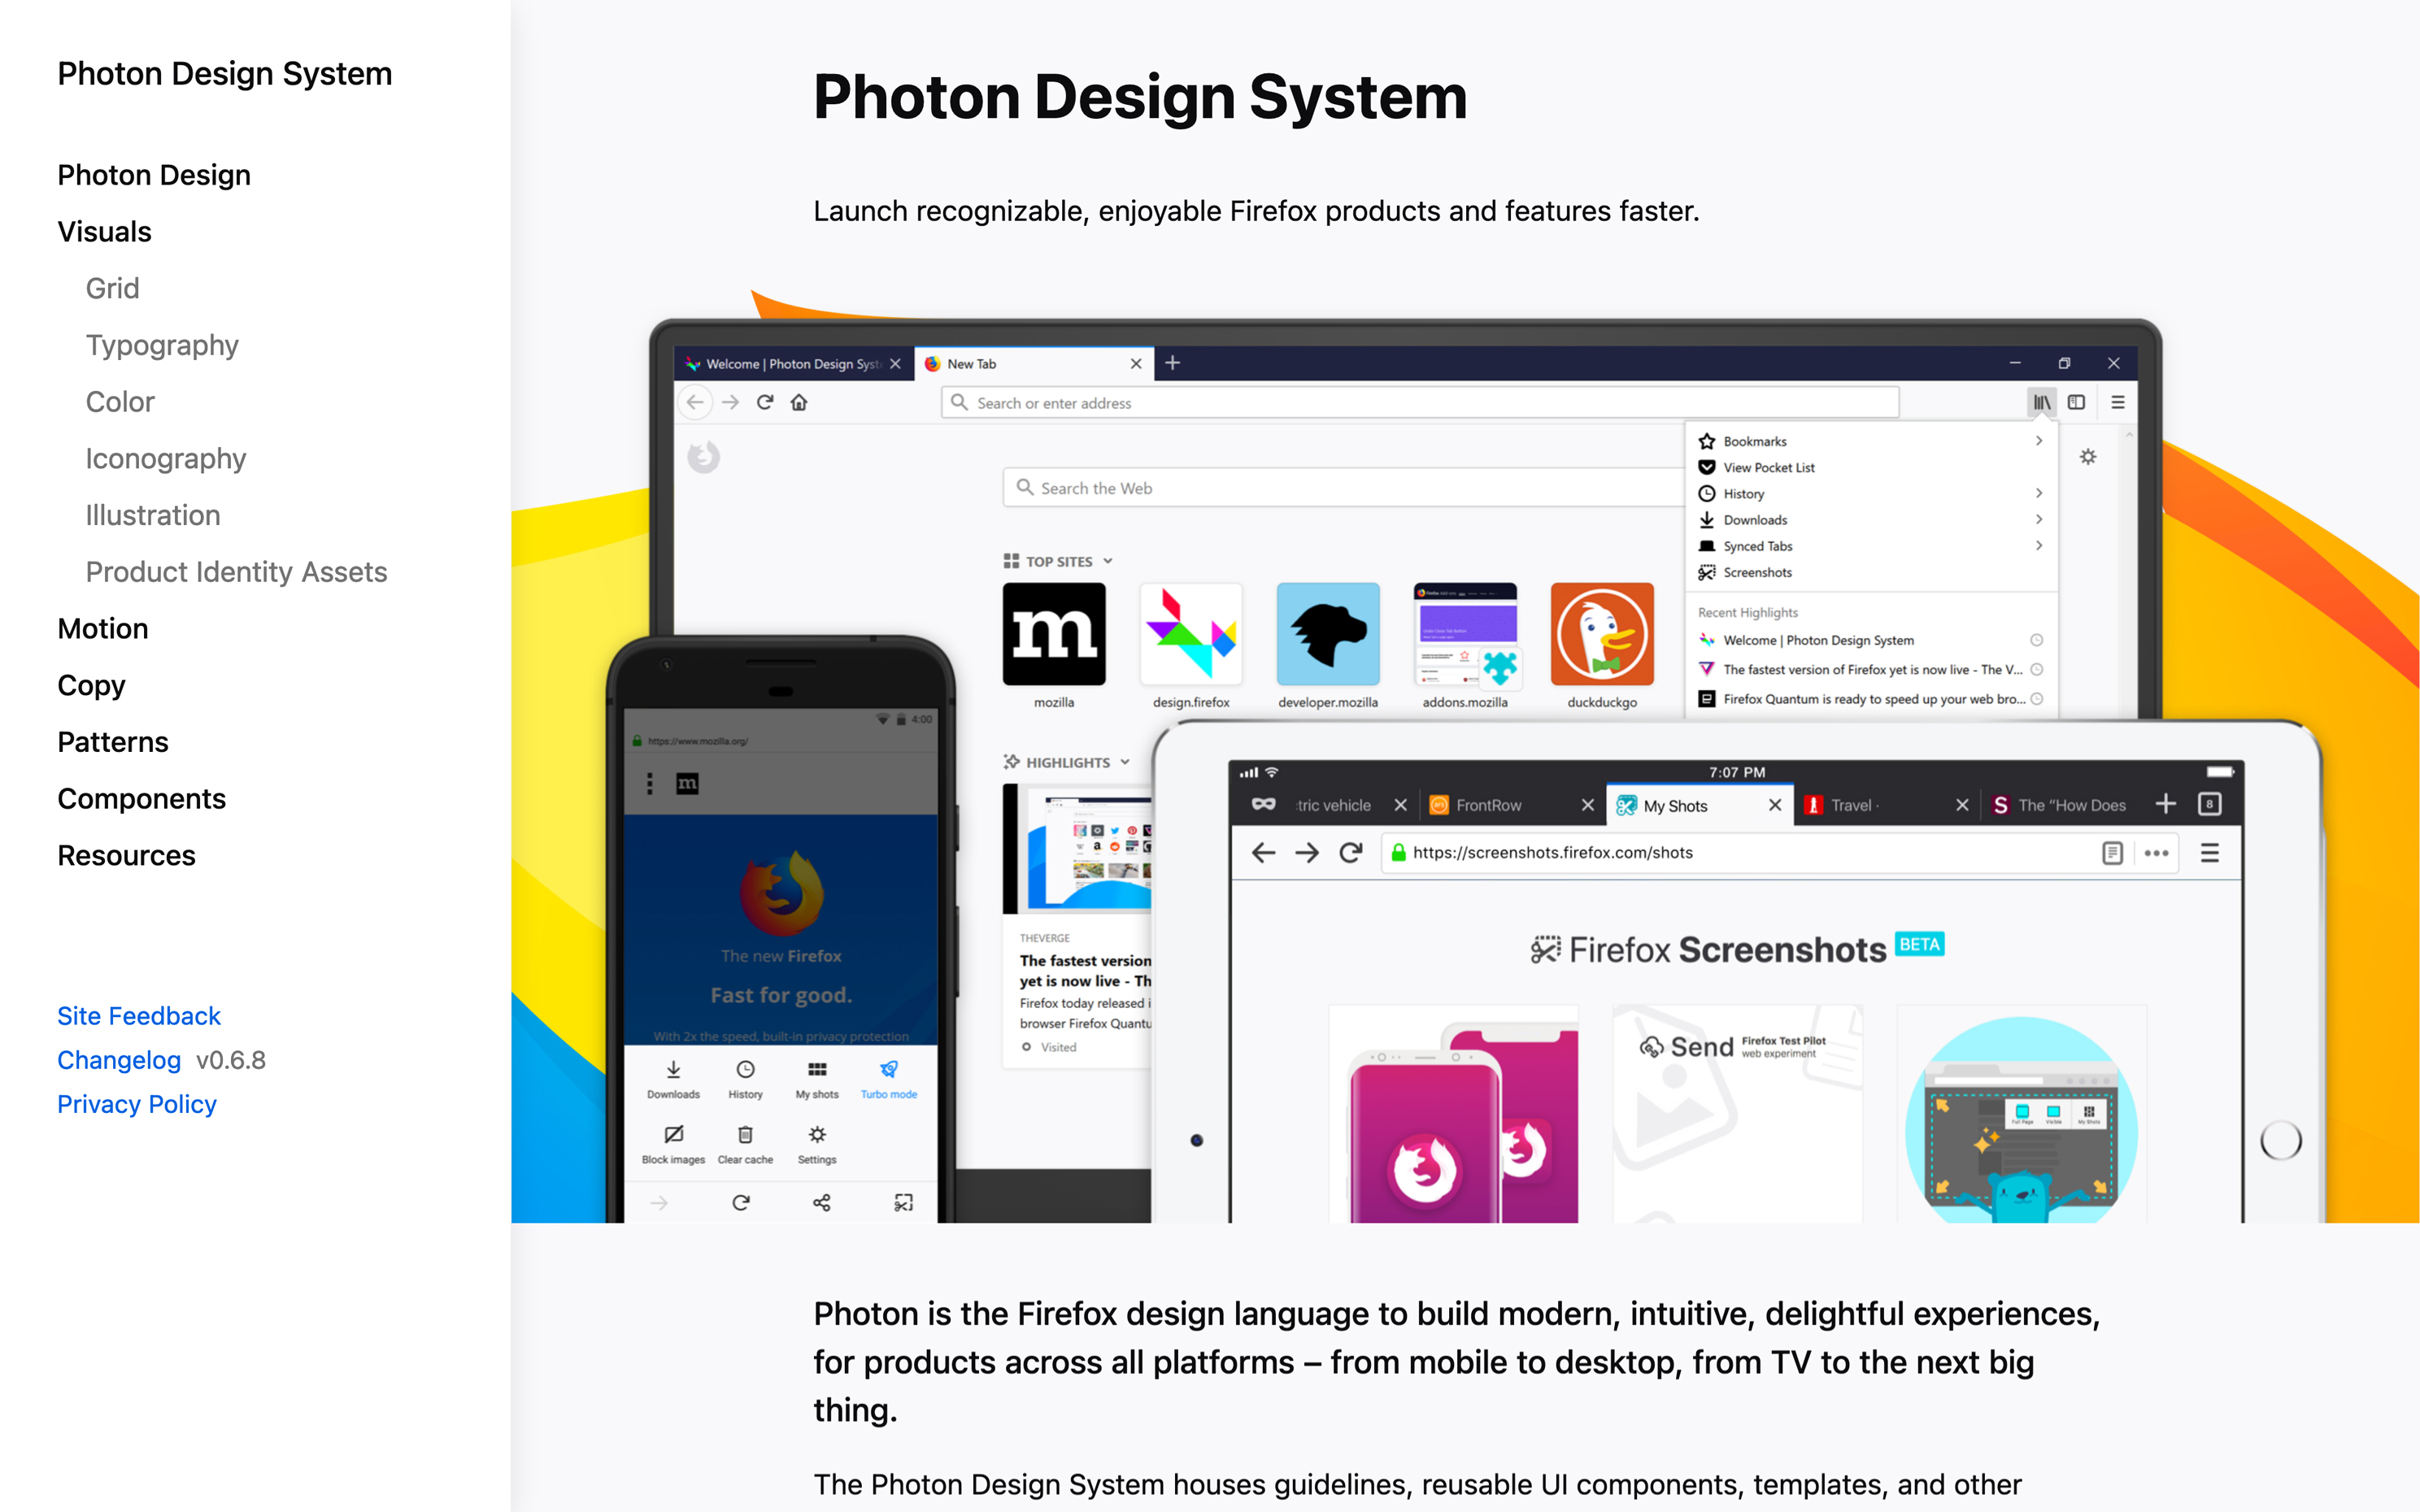 Photon Design System
Photon Design
Visuals
Grid
Typography
Color
Iconography
Illustration
Product Identity Assets
Motion
Copy
Patterns
Components
Resources
Site Feedback
Changelog v0.6.8
Privacy Policy
Photon Design System
Launch recognizable, enjoyable Firefox products and features faster.
Welcome | Photon Design Syst
New Tab
Search or enter address
Bookmarks
View Pocket List
History
Downloads
Synced Tabs
Screenshots
Recent Highlights
Welcome | Photon Design System
The fastest version of Firefox yet is now live - The V...
Firefox Quantum is ready to speed up your web bro...
Search the Web
TOP SITES
m
mozilla
design.firefox
developer.mozilla
addons.mozilla
duckduckgo
HIGHLIGHTS
THEVERGE
The fastest version
yet is now live - Th
Firefox today released i
browser Firefox Quantu
Visited
4:00
https://www.mozilla.org/
m
The new Firefox
Fast for good.
With 2x the speed, built-in privacy protection
Downloads
History
My shots
Turbo mode
Block images
Clear cache
Settings
7:07 PM
tric vehicle
FrontRow
My Shots
Travel ·
S
The “How Does
8
https://screenshots.firefox.com/shots
Firefox Screenshots BETA
Send
Firefox Test Pilot
web experiment
Full Page
Visible
My Shots
Photon is the Firefox design language to build modern, intuitive, delightful experiences,
for products across all platforms – from mobile to desktop, from TV to the next big
thing.
The Photon Design System houses guidelines, reusable UI components, templates, and other